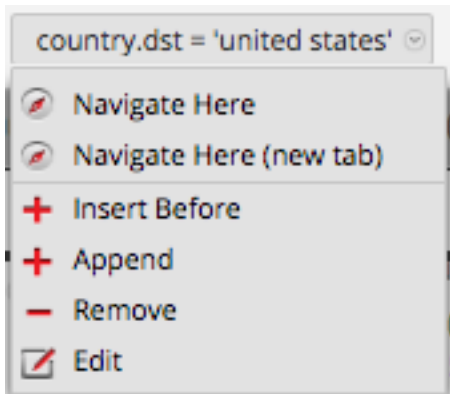 country.dst = 'united states'
Navigate Here
Navigate Here (new tab)
Insert Before
Append
Remove
Edit